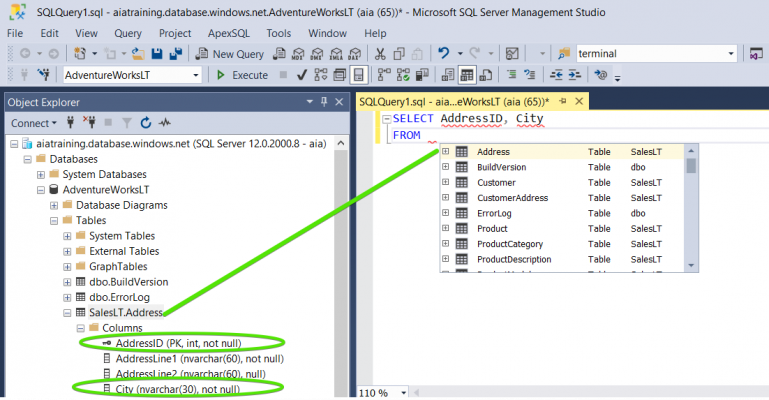 SQLQuery1.sql - aiatraining.database.windows.net.AdventureWorksLT (aia (65))* - Microsoft SQL Server Management Studio
File Edit View Query Project ApexSQL Tools Window Help
New Query MDX DMX XMLA DAX terminal
AdventureWorksLT Execute
Object Explorer
SQLQuery1.sql - aia...eWorksLT (aia (65))*
Connect
SELECT AddressID, City
FROM
aiatraining.database.windows.net (SQL Server 12.0.2000.8 - aia)
Databases
System Databases
AdventureWorksLT
Database Diagrams
Tables
System Tables
External Tables
GraphTables
dbo.BuildVersion
dbo.ErrorLog
SalesLT.Address
Columns
AddressID (PK, int, not null)
AddressLine1 (nvarchar(60), not null)
AddressLine2 (nvarchar(60), null)
City (nvarchar(30), not null)
Address Table SalesLT
BuildVersion Table dbo
Customer Table SalesLT
CustomerAddress Table SalesLT
ErrorLog Table dbo
Product Table SalesLT
ProductCategory Table SalesLT
ProductDescription Table SalesLT
110 %